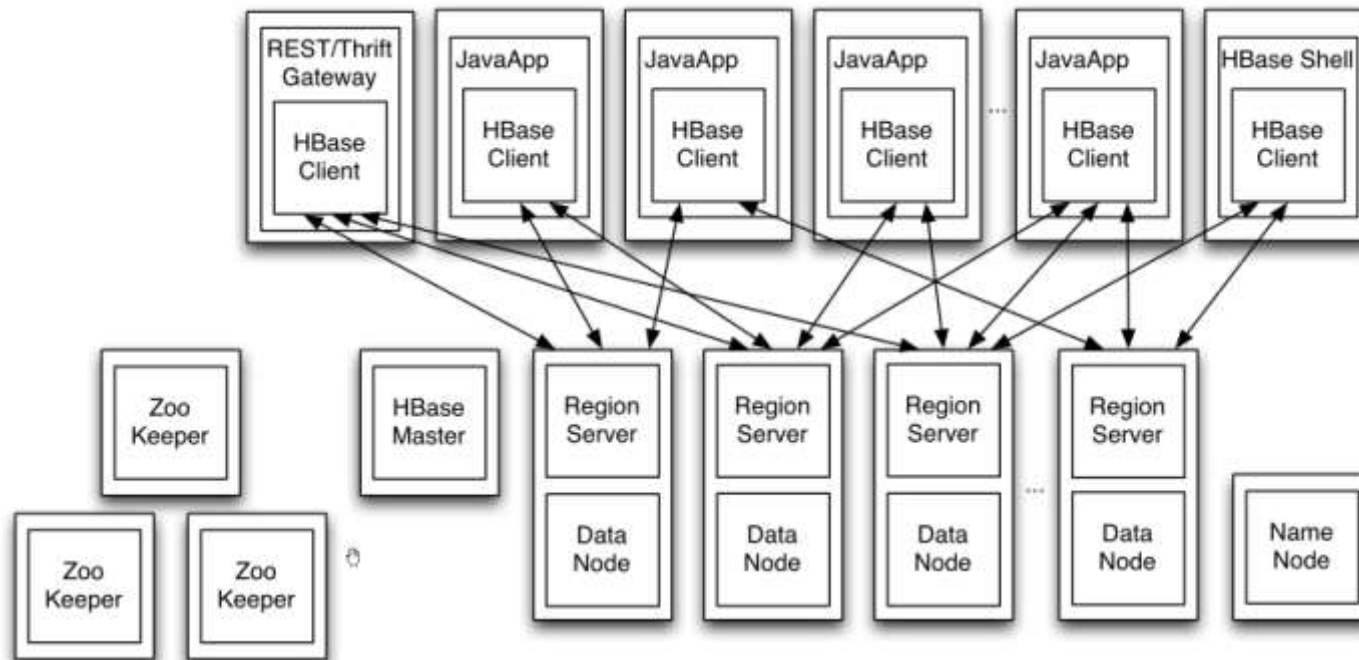 REST/Thrift
Gateway
HBase
Client
JavaApp
HBase
Client
JavaApp
HBase
Client
JavaApp
HBase
Client
...
JavaApp
HBase
Client
HBase Shell
HBase
Client
Zoo
Keeper
HBase
Master
Region
Server
Region
Server
Region
Server
Region
Server
Zoo
Keeper
Zoo
Keeper
Data
Node
Data
Node
Data
Node
...
Data
Node
Name
Node